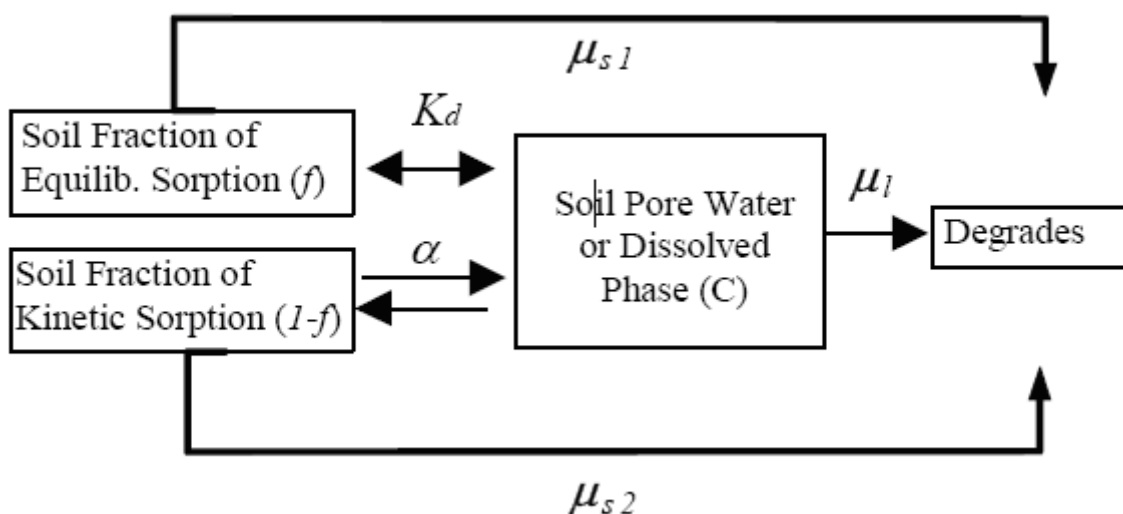 μs 1
Soil Fraction of
Equilib. Sorption (f)
Kd
Soil Pore Water
or Dissolved
Phase (C)
μl
Degrades
Soil Fraction of
Kinetic Sorption (1-f)
α
μs 2